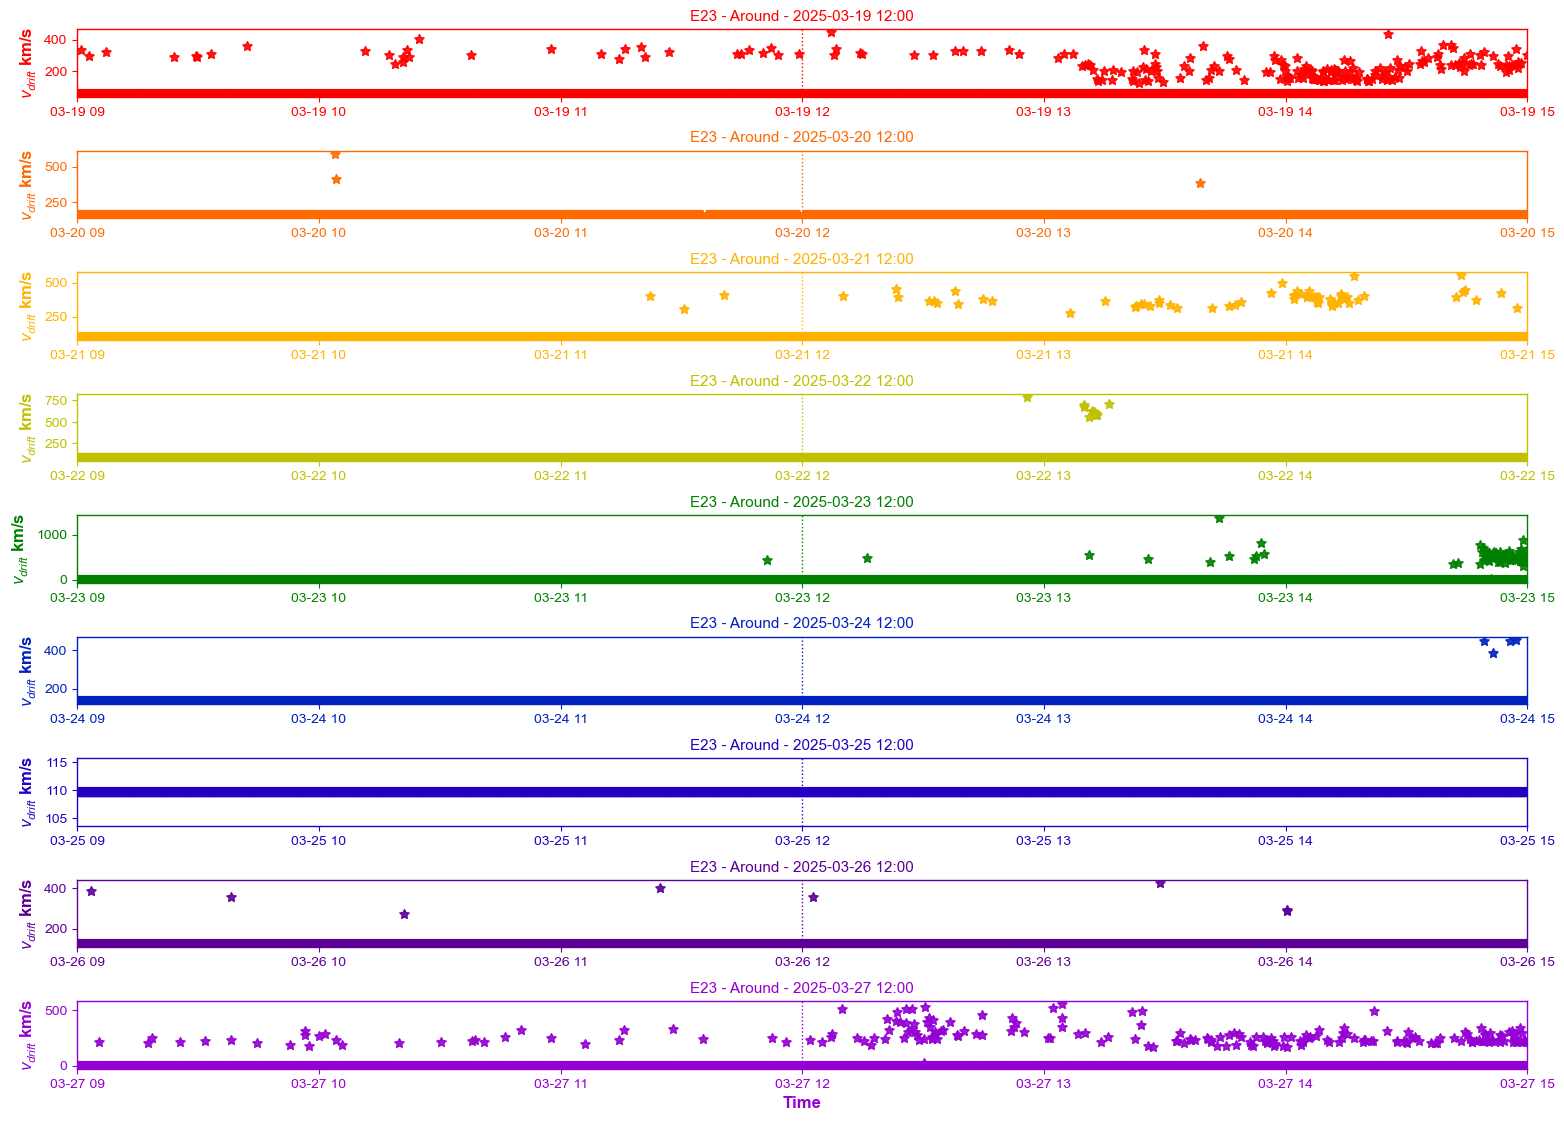 E23 - Around - 2025-03-19 12:00
400
200
v_drift km/s
03-19 09 03-19 10 03-19 11 03-19 12 03-19 13 03-19 14 03-19 15
E23 - Around - 2025-03-20 12:00
500
250
v_drift km/s
03-20 09 03-20 10 03-20 11 03-20 12 03-20 13 03-20 14 03-20 15
E23 - Around - 2025-03-21 12:00
500
250
v_drift km/s
03-21 09 03-21 10 03-21 11 03-21 12 03-21 13 03-21 14 03-21 15
E23 - Around - 2025-03-22 12:00
750
500
250
v_drift km/s
03-22 09 03-22 10 03-22 11 03-22 12 03-22 13 03-22 14 03-22 15
E23 - Around - 2025-03-23 12:00
1000
0
v_drift km/s
03-23 09 03-23 10 03-23 11 03-23 12 03-23 13 03-23 14 03-23 15
E23 - Around - 2025-03-24 12:00
400
200
v_drift km/s
03-24 09 03-24 10 03-24 11 03-24 12 03-24 13 03-24 14 03-24 15
E23 - Around - 2025-03-25 12:00
115
110
105
v_drift km/s
03-25 09 03-25 10 03-25 11 03-25 12 03-25 13 03-25 14 03-25 15
E23 - Around - 2025-03-26 12:00
400
200
v_drift km/s
03-26 09 03-26 10 03-26 11 03-26 12 03-26 13 03-26 14 03-26 15
E23 - Around - 2025-03-27 12:00
500
0
v_drift km/s
03-27 09 03-27 10 03-27 11 03-27 12 03-27 13 03-27 14 03-27 15
Time